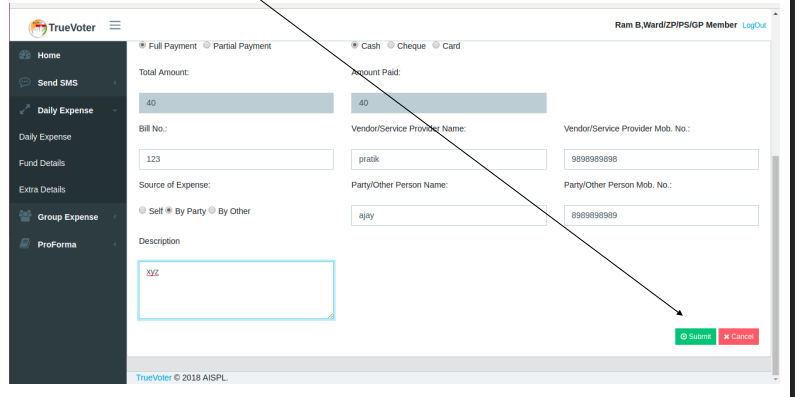 TrueVoter
Ram B,Ward/ZP/PS/GP Member LogOut
Home
Send SMS
Daily Expense
Daily Expense
Fund Details
Extra Details
Group Expense
ProForma
Full Payment Partial Payment
Cash Cheque Card
Total Amount: Amount Paid:
40 40
Bill No.: Vendor/Service Provider Name: Vendor/Service Provider Mob. No.:
123 pratik 9898989898
Source of Expense: Party/Other Person Name: Party/Other Person Mob. No.:
Self By Party By Other ajay 8989898989
Description
xyz
Submit Cancel
TrueVoter © 2018 AISPL.